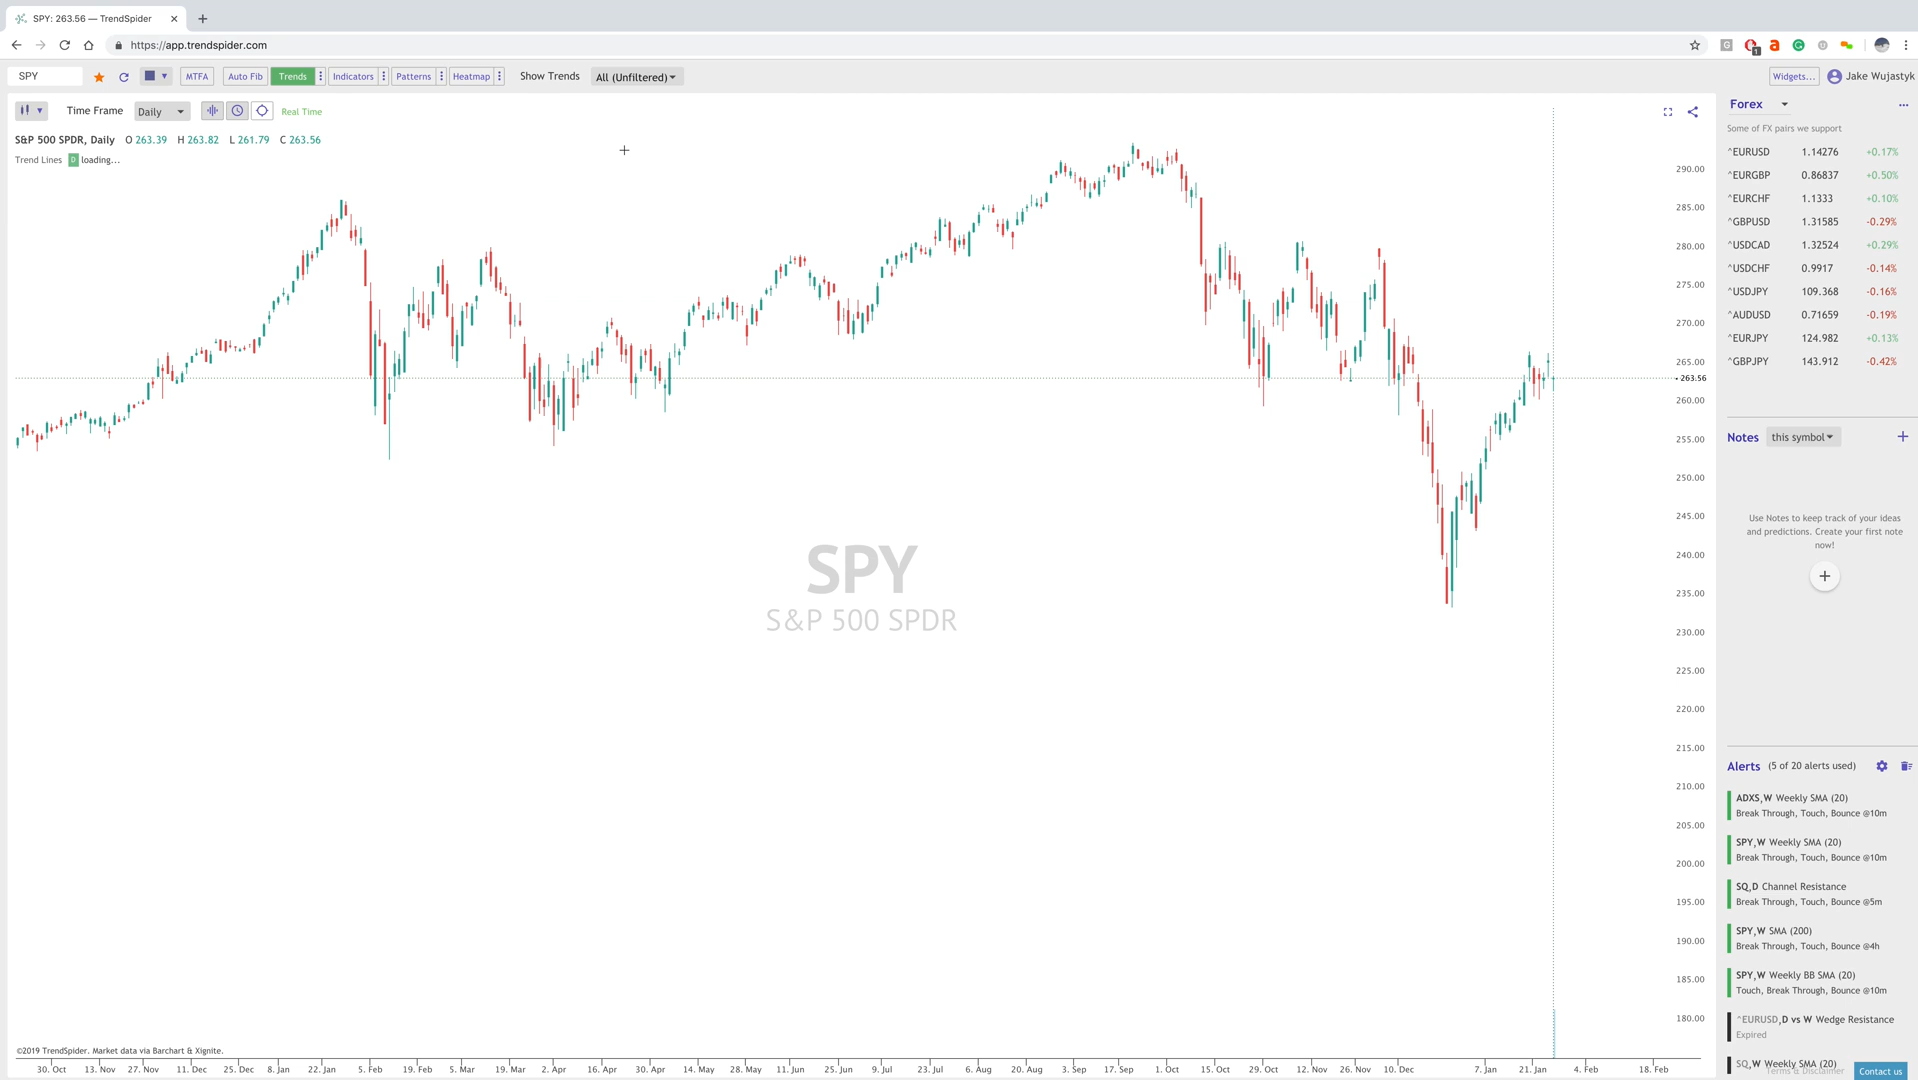 SPY: 263.56 — TrendSpider
https://app.trendspider.com
SPY MTFA Auto Fib Trends Indicators Patterns Heatmap Show Trends All (Unfiltered) Widgets... Jake Wujastyk
Time Frame Daily Real Time
S&P 500 SPDR, Daily O 263.39 H 263.82 L 261.79 C 263.56
Trend Lines D loading...
290.00
285.00
280.00
275.00
270.00
265.00
263.56
260.00
255.00
250.00
245.00
240.00
235.00
230.00
225.00
220.00
215.00
210.00
205.00
200.00
195.00
190.00
185.00
180.00
SPY
S&P 500 SPDR
©2019 TrendSpider. Market data via Barchart & Xignite.
30. Oct 13. Nov 27. Nov 11. Dec 25. Dec 8. Jan 22. Jan 5. Feb 19. Feb 5. Mar 19. Mar 2. Apr 16. Apr 30. Apr 14. May 28. May 11. Jun 25. Jun 9. Jul 23. Jul 6. Aug 20. Aug 3. Sep 17. Sep 1. Oct 15. Oct 29. Oct 12. Nov 26. Nov 10. Dec 7. Jan 21. Jan 4. Feb 18. Feb
Forex
Some of FX pairs we support
^EURUSD 1.14276 +0.17%
^EURGBP 0.86837 +0.50%
^EURCHF 1.1333 +0.10%
^GBPUSD 1.31585 -0.29%
^USDCAD 1.32524 +0.29%
^USDCHF 0.9917 -0.14%
^USDJPY 109.368 -0.16%
^AUDUSD 0.71659 -0.19%
^EURJPY 124.982 +0.13%
^GBPJPY 143.912 -0.42%
Notes this symbol
Use Notes to keep track of your ideas
and predictions. Create your first note
now!
Alerts (5 of 20 alerts used)
ADXS,W Weekly SMA (20)
Break Through, Touch, Bounce @10m
SPY,W Weekly SMA (20)
Break Through, Touch, Bounce @10m
SQ,D Channel Resistance
Break Through, Touch, Bounce @5m
SPY,W SMA (200)
Break Through, Touch, Bounce @4h
SPY,W Weekly BB SMA (20)
Touch, Break Through, Bounce @10m
^EURUSD,D vs W Wedge Resistance
Expired
SQ,W Weekly SMA (20)
Terms & Disclaimer
Contact us